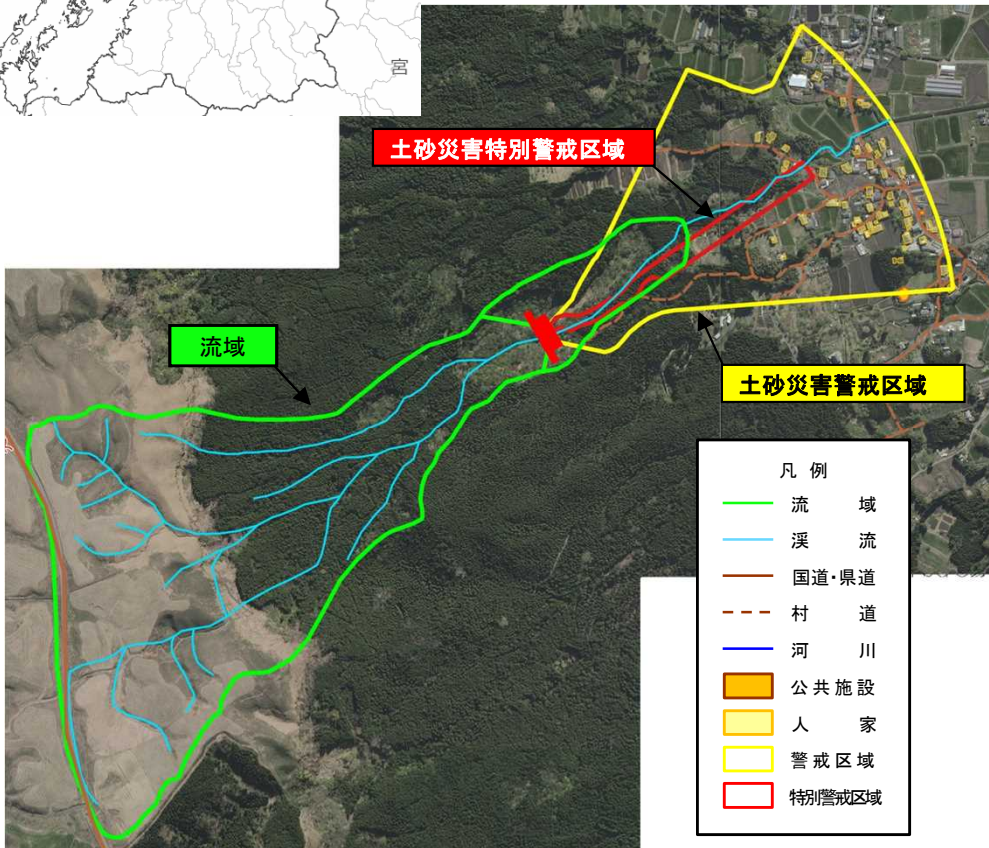 宮
土砂災害特別警戒区域
流域
土砂災害警戒区域
凡 例
流 域
渓 流
国道・県道
村 道
河 川
公共施設
人 家
警戒区域
特別警戒区域